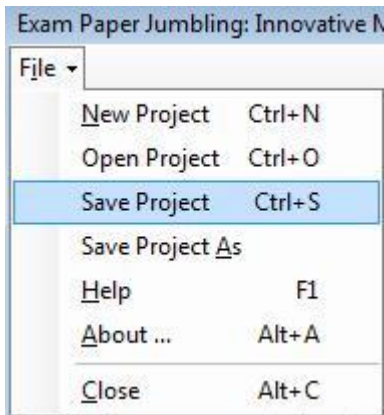 Exam Paper Jumbling: Innovative
File
New Project Ctrl+N
Open Project Ctrl+O
Save Project Ctrl+S
Save Project As
Help F1
About ... Alt+A
Close Alt+C